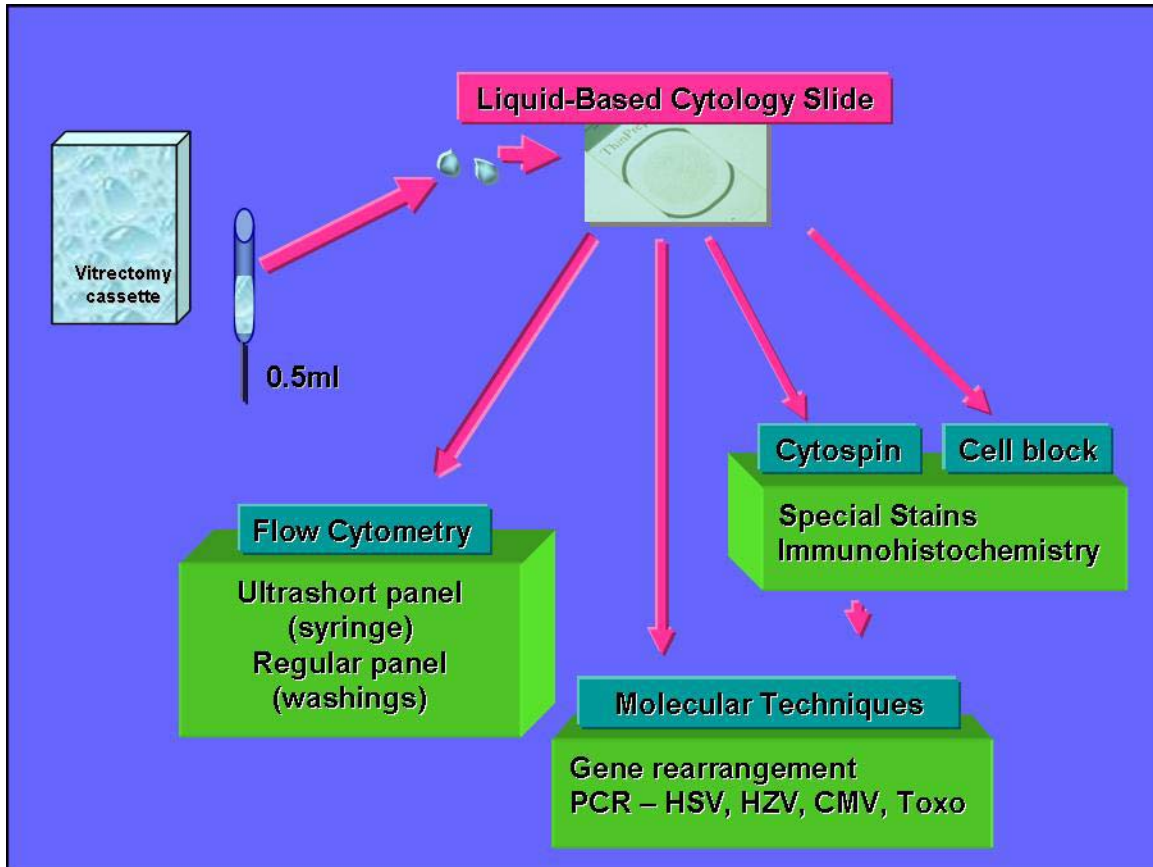 Liquid-Based Cytology Slide
ThinPrep
Vitrectomy
cassette
0.5ml
Cytospin
Cell block
Special Stains
Immunohistochemistry
Flow Cytometry
Ultrashort panel
(syringe)
Regular panel
(washings)
Molecular Techniques
Gene rearrangement
PCR – HSV, HZV, CMV, Toxo